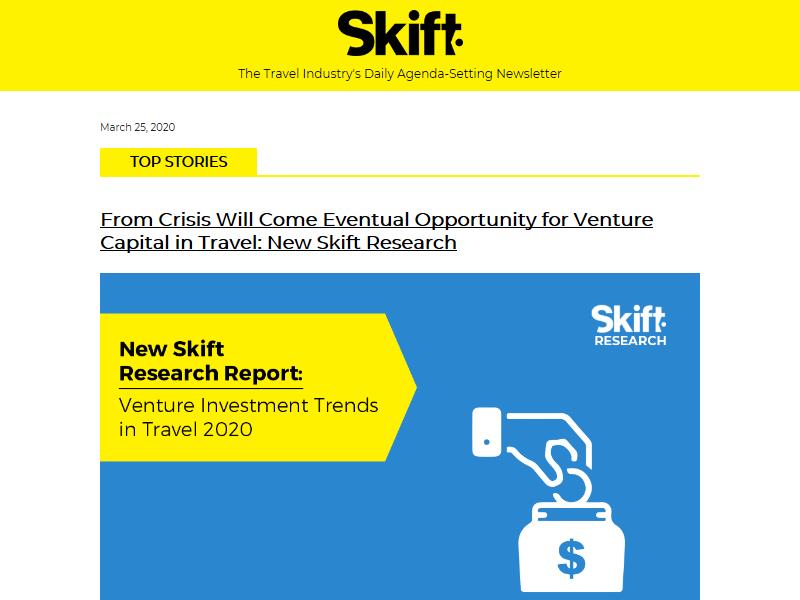 Skift
The Travel Industry's Daily Agenda-Setting Newsletter
March 25, 2020
TOP STORIES
From Crisis Will Come Eventual Opportunity for Venture
Capital in Travel: New Skift Research
Skift
RESEARCH
New Skift
Research Report:
Venture Investment Trends
in Travel 2020
$